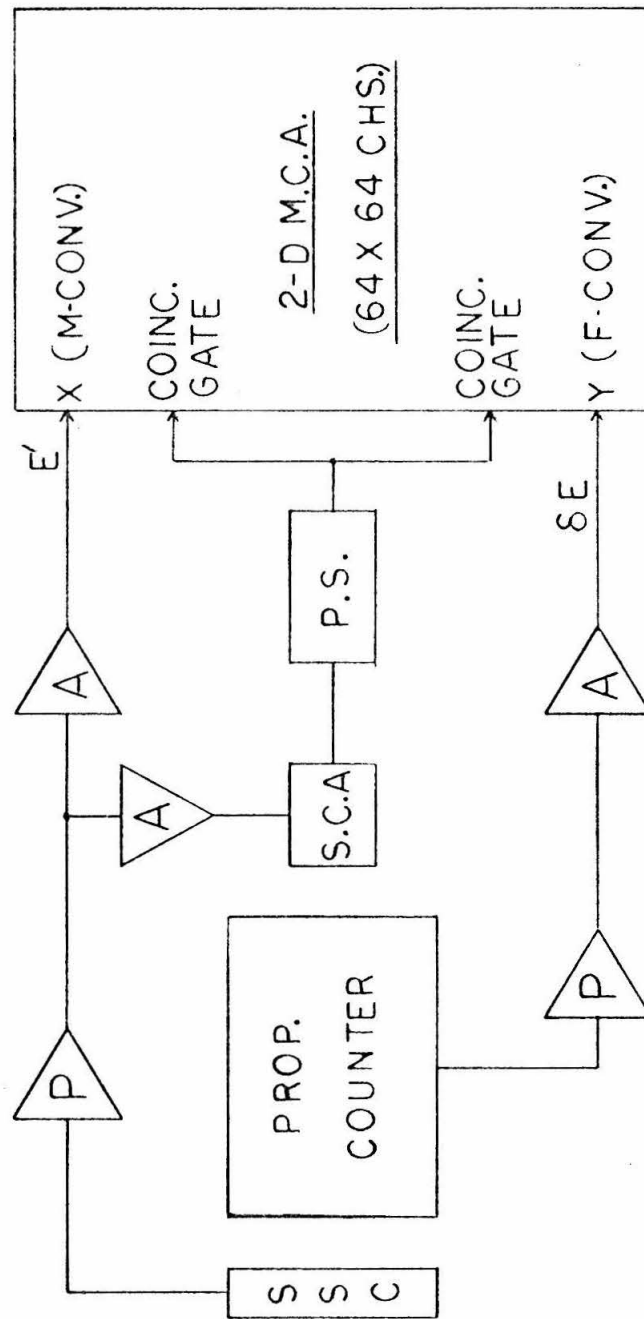 S S C
P
A
E′
X (M-CONV.)
COINC.
GATE
A
S.C.A
P.S.
2-D M.C.A.
(64 X 64 CHS.)
COINC.
GATE
PROP.
COUNTER
P
A
δE
Y (F-CONV.)